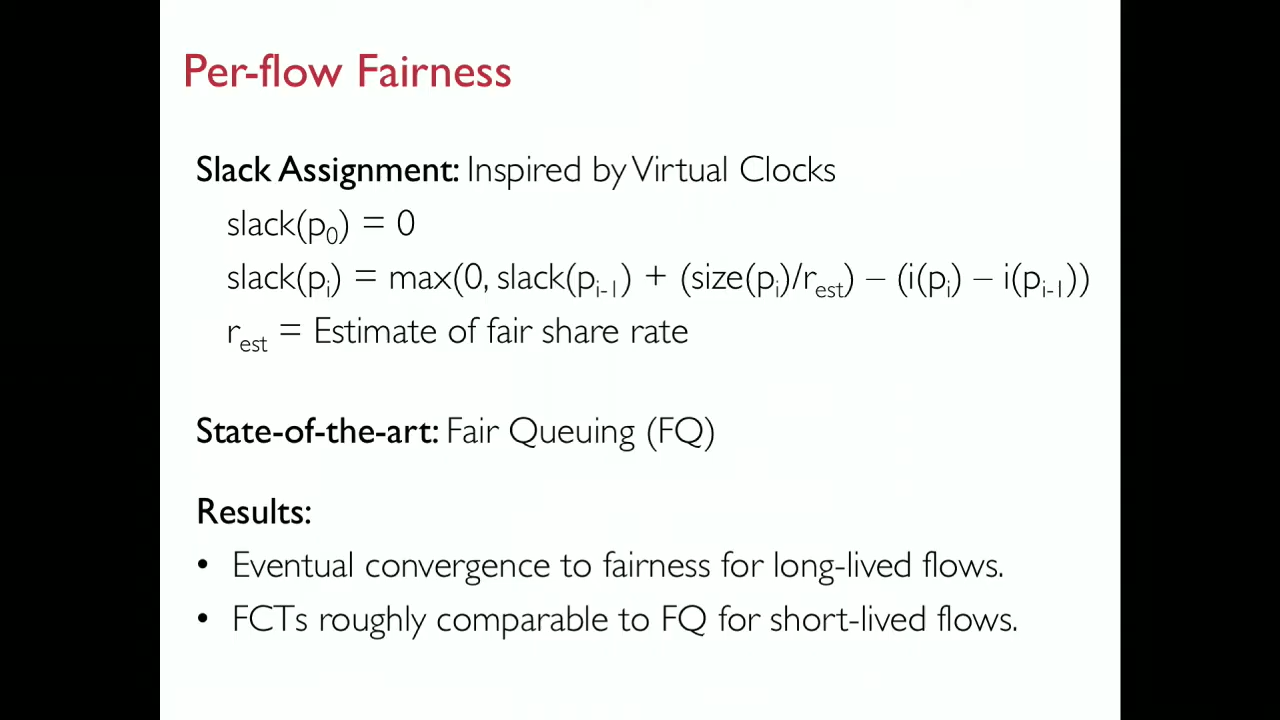 Per-flow Fairness
Slack Assignment: Inspired by Virtual Clocks
slack(p₀) = 0
slack(pᵢ) = max(0, slack(pᵢ₋₁) + (size(pᵢ)/rₑₛₜ) – (i(pᵢ) – i(pᵢ₋₁))
rₑₛₜ = Estimate of fair share rate
State-of-the-art: Fair Queuing (FQ)
Results:
• Eventual convergence to fairness for long-lived flows.
• FCTs roughly comparable to FQ for short-lived flows.